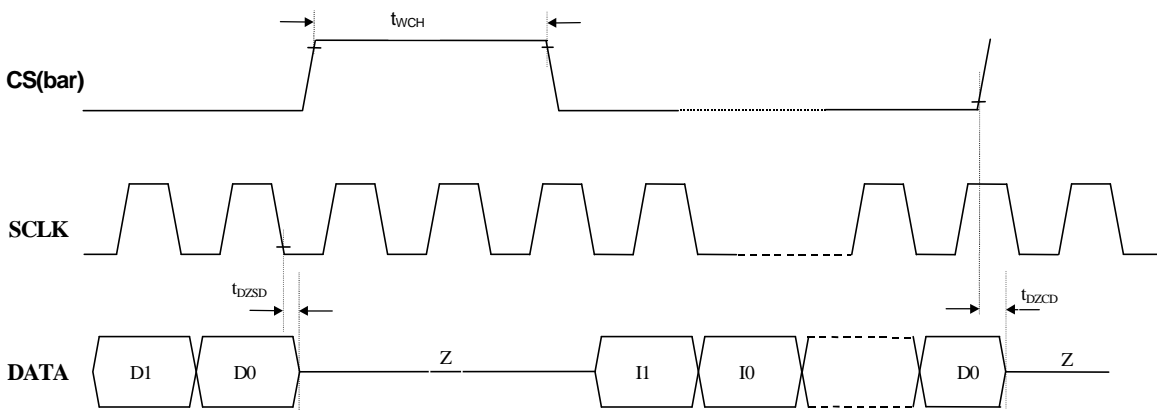 tWCH
CS(bar)
SCLK
tDZSD
tDZCD
DATA
D1 D0 Z I1 I0 D0 Z